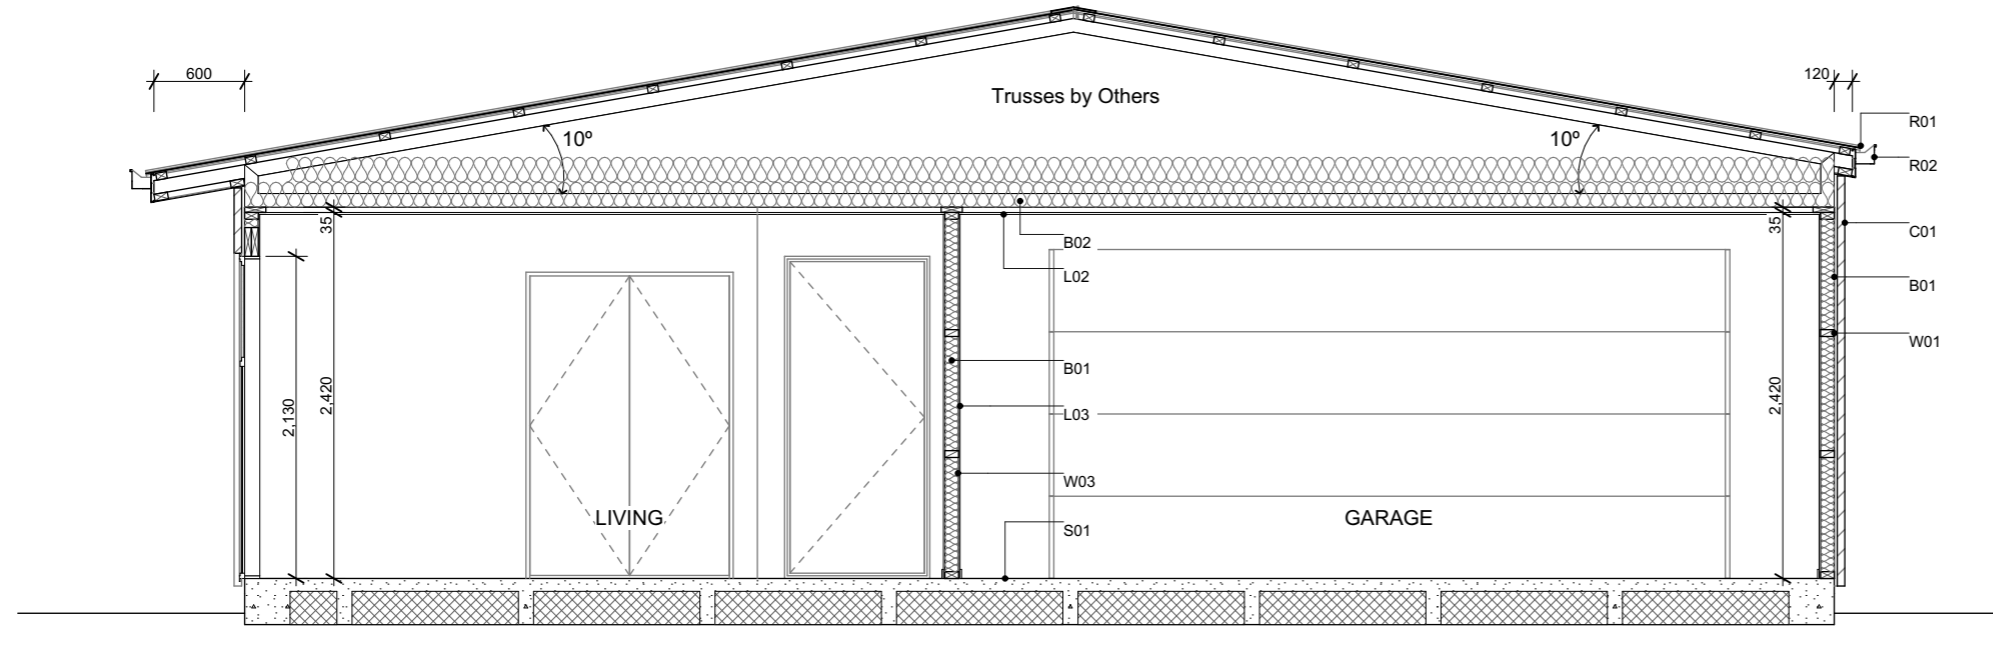 600
Trusses by Others
120
10º
10º
R01
R02
35
35
C01
B02
L02
B01
W01
2,130
2,420
B01
2,420
L03
W03
LIVING
GARAGE
S01